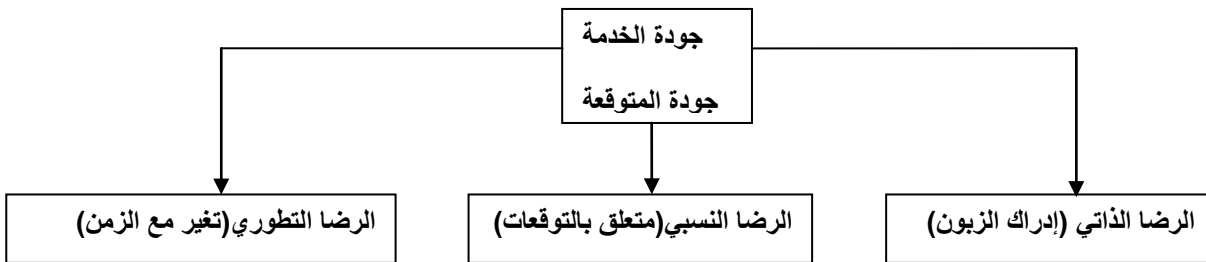 جودة الخدمة
جودة المتوقعة
الرضا الذاتي (إدراك الزبون)
الرضا النسبي(متعلق بالتوقعات)
الرضا التطوري(تغير مع الزمن)